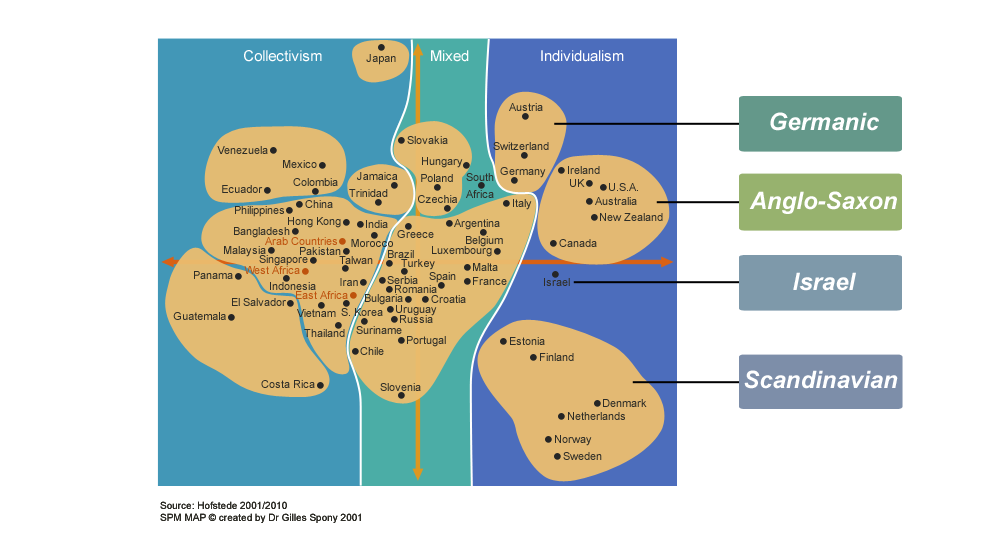 Collectivism
Mixed
Individualism
Japan
Austria
Germanic
Slovakia
Venezuela
Hungary
Switzerland
Mexico
Jamaica
Poland
South
Africa
Germany
Ireland
UK
U.S.A.
Ecuador
Colombia
Trinidad
Czechia
Italy
Australia
Anglo-Saxon
Philippines
China
New Zealand
Hong Kong
India
Argentina
Bangladesh
Greece
Arab Countries
Morocco
Belgium
Canada
Malaysia
Pakistan
Brazil
Luxembourg
Singapore
Taiwan
Turkey
Malta
West Africa
Panama
Indonesia
Iran
Serbia
Spain
France
Israel
Israel
Romania
East Africa
El Salvador
Bulgaria
Croatia
Vietnam
S. Korea
Uruguay
Guatemala
Russia
Thailand
Suriname
Portugal
Estonia
Chile
Finland
Costa Rica
Slovenia
Scandinavian
Denmark
Netherlands
Norway
Sweden
Source: Hofstede 2001/2010
SPM MAP © created by Dr Gilles Spony 2001